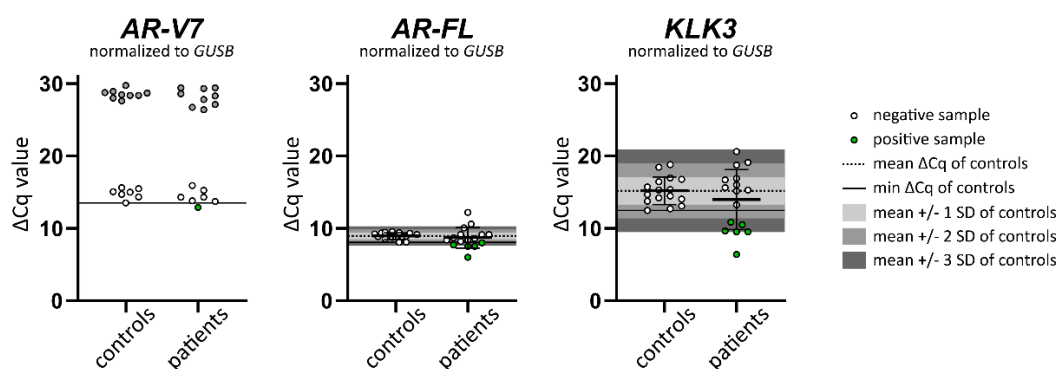 AR-V7
normalized to GUSB
ΔCq value
30
20
10
0
controls
patients
AR-FL
normalized to GUSB
ΔCq value
30
20
10
0
controls
patients
KLK3
normalized to GUSB
ΔCq value
30
20
10
0
controls
patients
negative sample
positive sample
mean ΔCq of controls
min ΔCq of controls
mean +/- 1 SD of controls
mean +/- 2 SD of controls
mean +/- 3 SD of controls